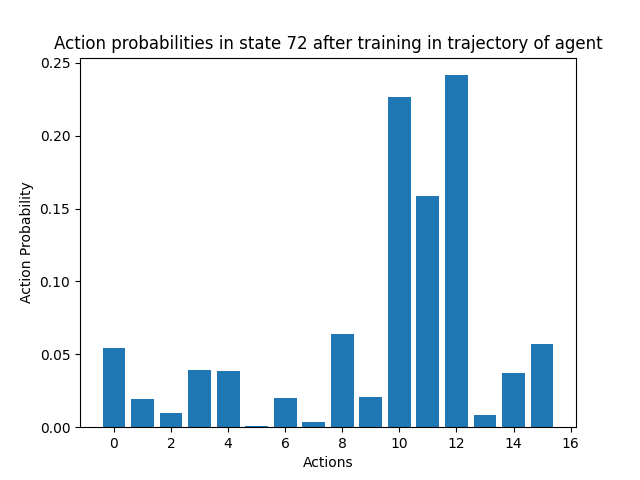 Action probabilities in state 72 after training in trajectory of agent
0.25
0.20
0.15
0.10
0.05
0.00
Action Probability
0 2 4 6 8 10 12 14 16
Actions